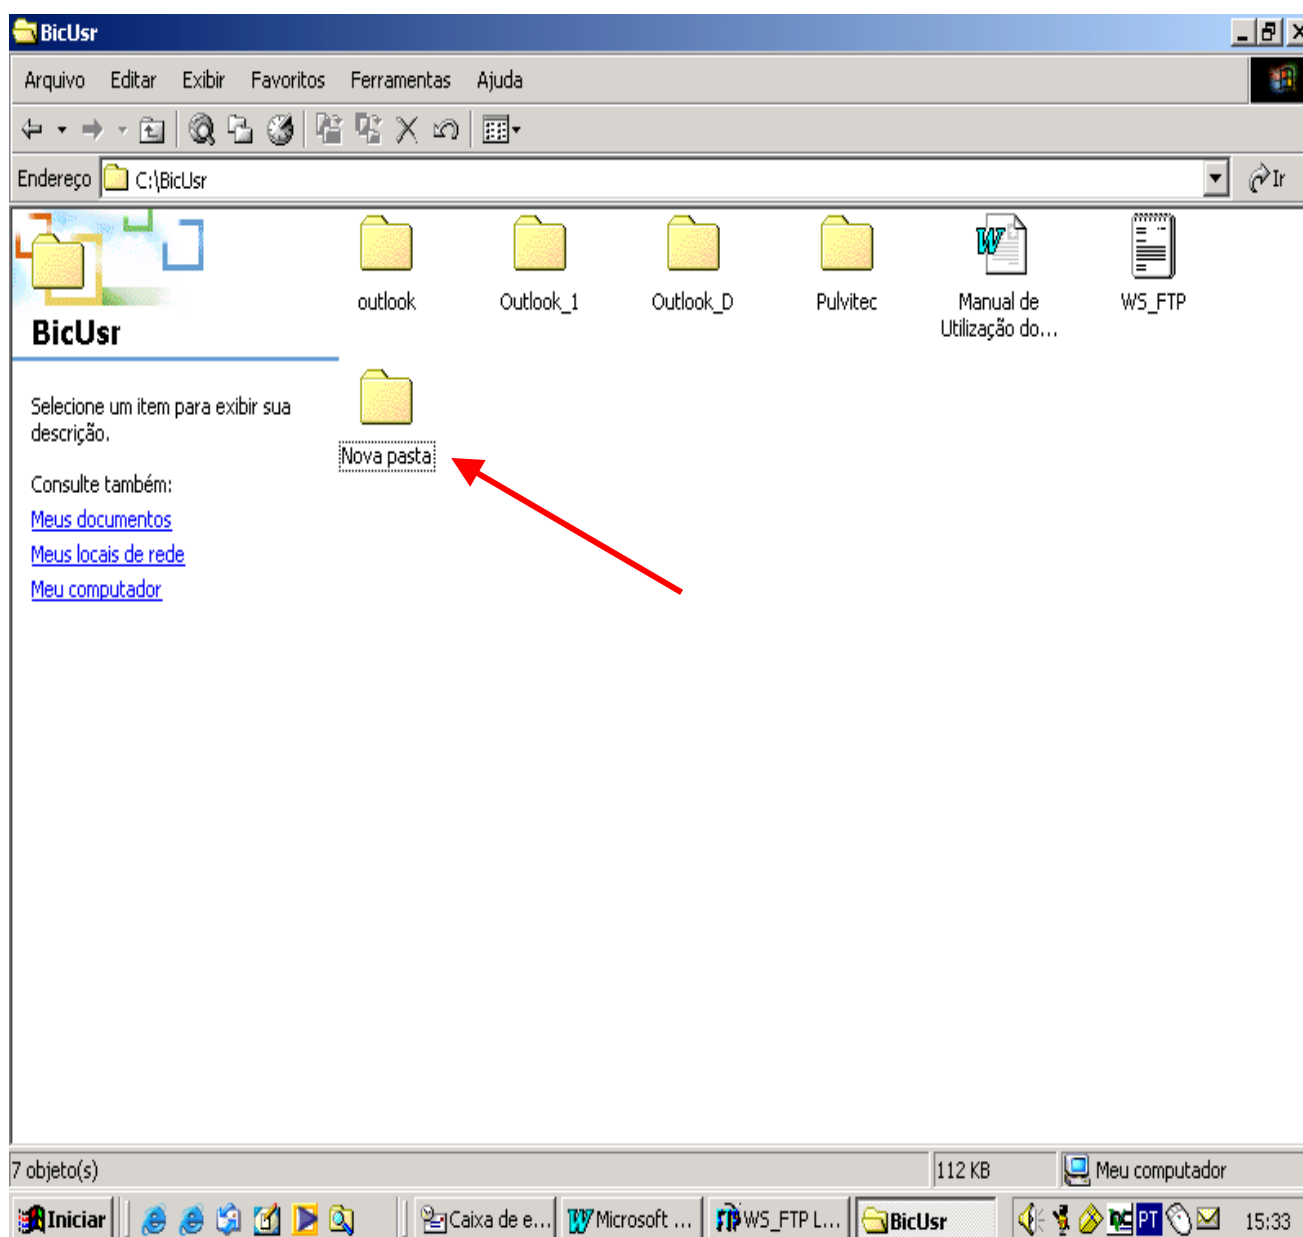 BicUsr
Arquivo Editar Exibir Favoritos Ferramentas Ajuda
Endereço C:\BicUsr Ir
outlook Outlook_1 Outlook_D Pulvitec Manual de WS_FTP
Utilização do...
BicUsr
Selecione um item para exibir sua
descrição.
Nova pasta
Consulte também:
Meus documentos
Meus locais de rede
Meu computador
7 objeto(s) 112 KB Meu computador
Iniciar Caixa de e... Microsoft ... WS_FTP L... BicUsr PT 15:33